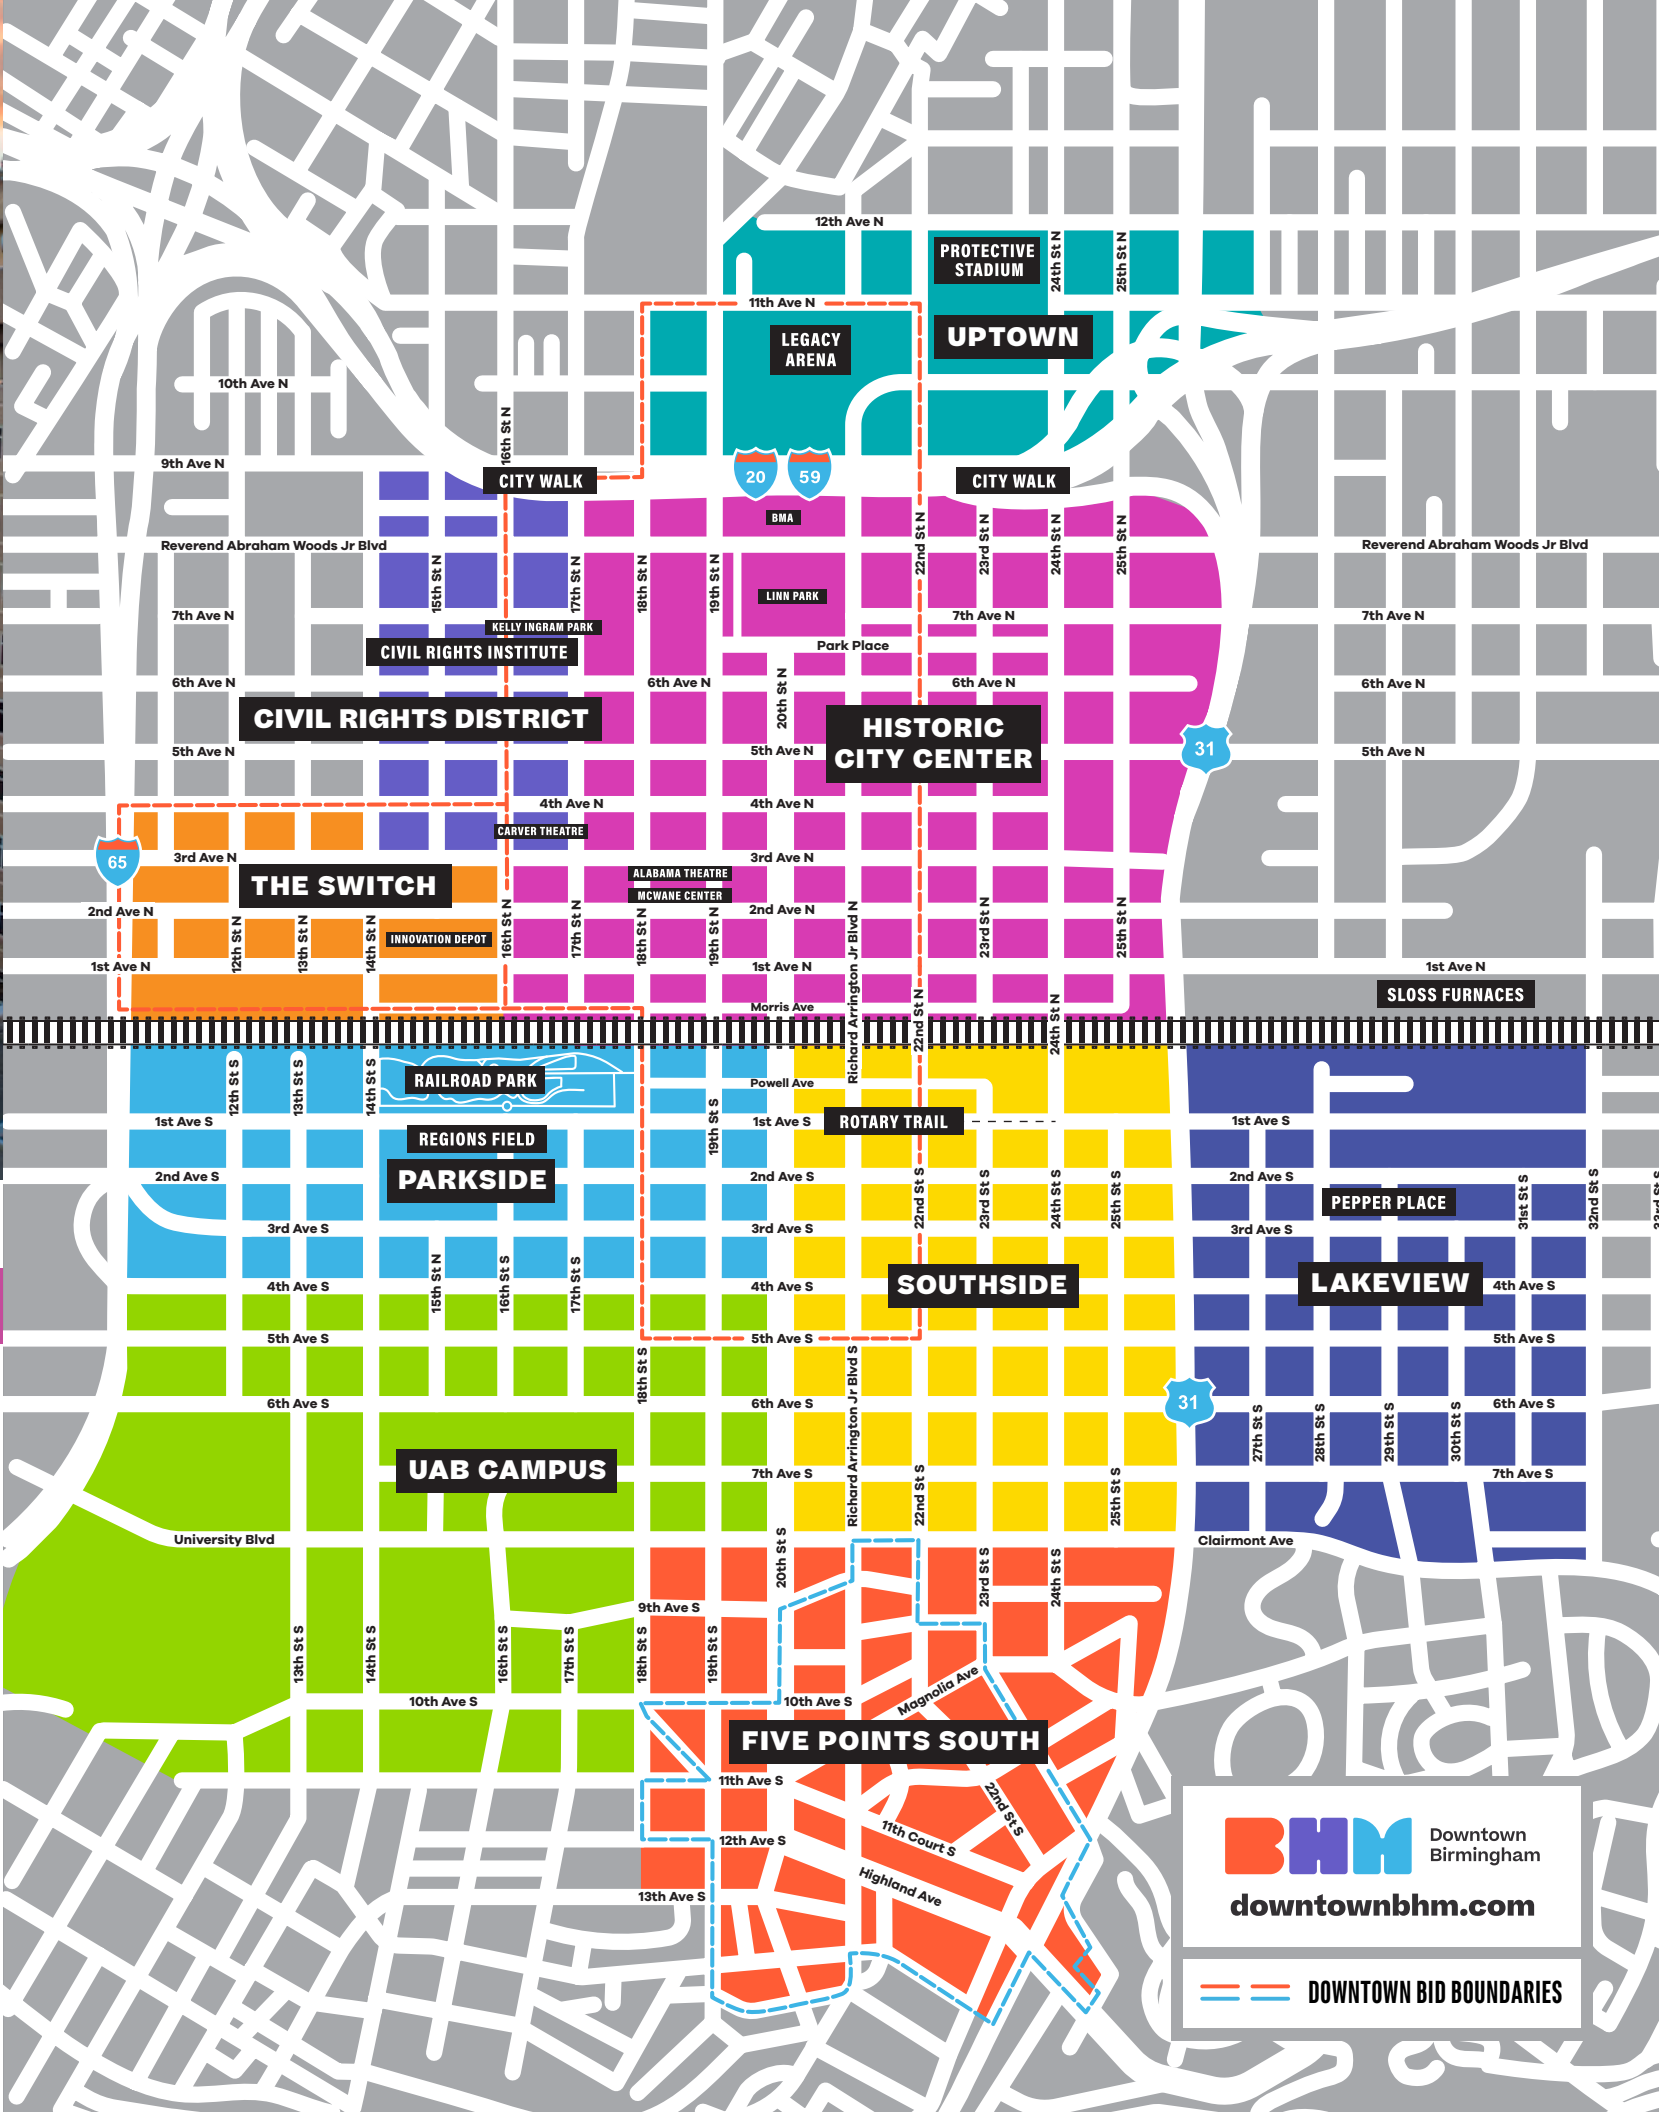 12th Ave N
PROTECTIVE
STADIUM
24th St N
25th St N
11th Ave N
LEGACY
ARENA
UPTOWN
10th Ave N
16th St N
9th Ave N
CITY WALK
20
59
CITY WALK
BMA
Reverend Abraham Woods Jr Blvd
22nd St N
23rd St N
24th St N
25th St N
Reverend Abraham Woods Jr Blvd
15th St N
17th St N
18th St N
19th St N
LINN PARK
7th Ave N
7th Ave N
7th Ave N
KELLY INGRAM PARK
CIVIL RIGHTS INSTITUTE
Park Place
6th Ave N
6th Ave N
20th St N
6th Ave N
6th Ave N
CIVIL RIGHTS DISTRICT
HISTORIC
CITY CENTER
5th Ave N
5th Ave N
31
5th Ave N
4th Ave N
4th Ave N
CARVER THEATRE
65
3rd Ave N
3rd Ave N
THE SWITCH
ALABAMA THEATRE
MCWANE CENTER
2nd Ave N
2nd Ave N
12th St N
13th St N
14th St N
INNOVATION DEPOT
16th St N
17th St N
18th St N
19th St N
Richard Arrington Jr Blvd N
23rd St N
25th St N
1st Ave N
1st Ave N
1st Ave N
SLOSS FURNACES
Morris Ave
22nd St N
24th St N
12th St S
13th St S
14th St S
RAILROAD PARK
Powell Ave
1st Ave S
19th St S
1st Ave S
ROTARY TRAIL
1st Ave S
REGIONS FIELD
PARKSIDE
2nd Ave S
2nd Ave S
22nd St S
23rd St S
24th St S
25th St S
2nd Ave S
PEPPER PLACE
31st St S
32nd St S
33rd St S
3rd Ave S
3rd Ave S
3rd Ave S
15th St N
16th St S
17th St S
4th Ave S
4th Ave S
SOUTHSIDE
LAKEVIEW
4th Ave S
5th Ave S
5th Ave S
5th Ave S
18th St S
Richard Arrington Jr Blvd S
31
6th Ave S
6th Ave S
6th Ave S
27th St S
28th St S
29th St S
30th St S
UAB CAMPUS
7th Ave S
22nd St S
25th St S
7th Ave S
University Blvd
20th St S
23rd St S
24th St S
Clairmont Ave
9th Ave S
13th St S
14th St S
16th St S
17th St S
18th St S
19th St S
10th Ave S
10th Ave S
Magnolia Ave
FIVE POINTS SOUTH
11th Ave S
22nd St S
12th Ave S
11th Court S
Highland Ave
13th Ave S
BHM
Downtown
Birmingham
downtownbhm.com
DOWNTOWN BID BOUNDARIES